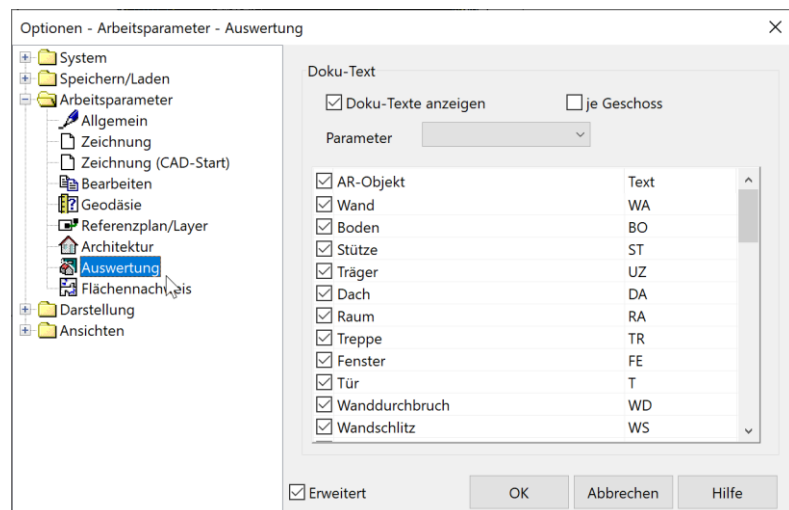 Optionen - Arbeitsparameter - Auswertung
System
Speichern/Laden
Arbeitsparameter
Allgemein
Zeichnung
Zeichnung (CAD-Start)
Bearbeiten
Geodäsie
Referenzplan/Layer
Architektur
Auswertung
Flächennachweis
Darstellung
Ansichten
Doku-Text
Doku-Texte anzeigen je Geschoss
Parameter
AR-Objekt Text
Wand WA
Boden BO
Stütze ST
Träger UZ
Dach DA
Raum RA
Treppe TR
Fenster FE
Tür T
Wanddurchbruch WD
Wandschlitz WS
Erweitert OK Abbrechen Hilfe